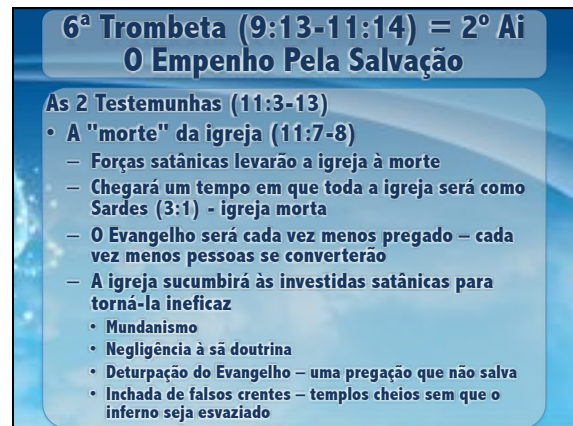 6ª Trombeta (9:13-11:14) = 2º Ai
O Empenho Pela Salvação
As 2 Testemunhas (11:3-13)
• A "morte" da igreja (11:7-8)
– Forças satânicas levarão a igreja à morte
– Chegará um tempo em que toda a igreja será como
Sardes (3:1) - igreja morta
– O Evangelho será cada vez menos pregado – cada
vez menos pessoas se converterão
– A igreja sucumbirá às investidas satânicas para
torná-la ineficaz
• Mundanismo
• Negligência à sã doutrina
• Deturpação do Evangelho – uma pregação que não salva
• Inchada de falsos crentes – templos cheios sem que o
inferno seja esvaziado